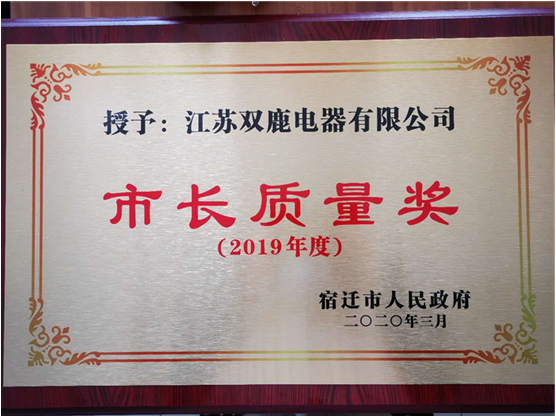 授予：江苏双鹿电器有限公司
市长质量奖
（2019年度）
宿迁市人民政府
二〇二〇年三月